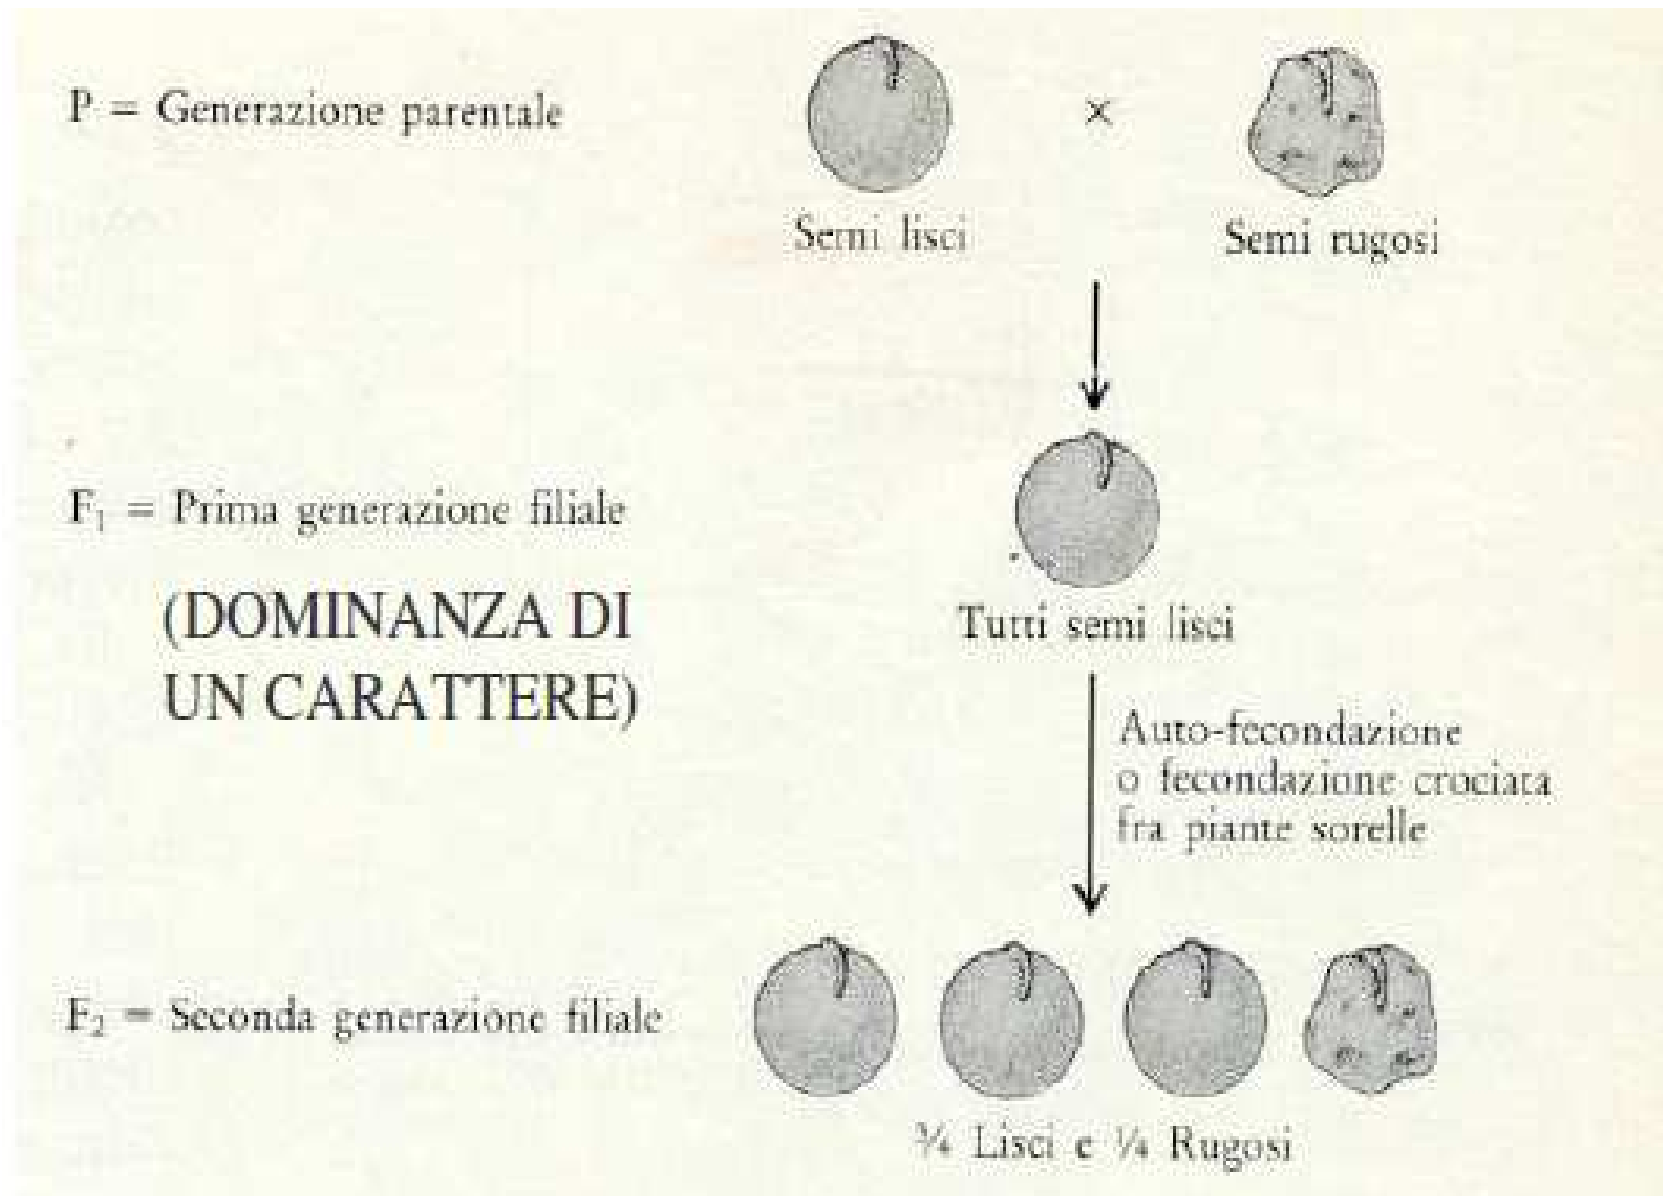 P = Generazione parentale
×
Semi lisci
Semi rugosi
F₁ = Prima generazione filiale
(DOMINANZA DI
UN CARATTERE)
Tutti semi lisci
Auto-fecondazione
o fecondazione crociata
fra piante sorelle
F₂ = Seconda generazione filiale
¾ Lisci e ¼ Rugosi